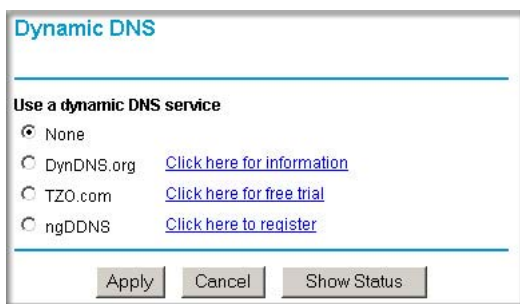 Dynamic DNS
Use a dynamic DNS service
None
DynDNS.org Click here for information
TZO.com Click here for free trial
ngDDNS Click here to register
Apply Cancel Show Status